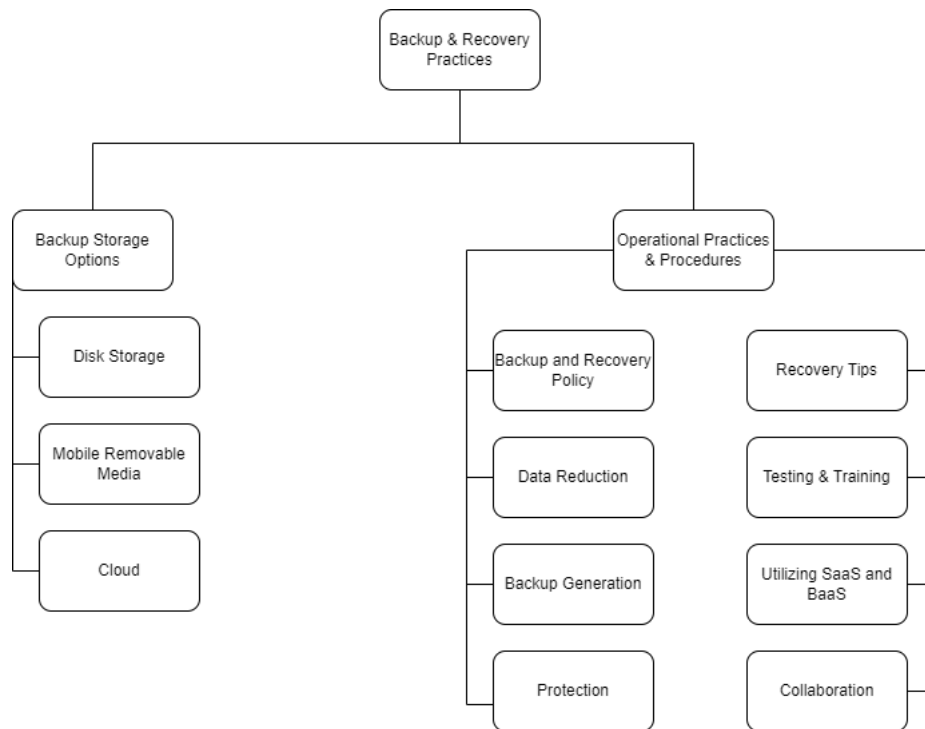 Backup & Recovery
Practices
Backup Storage
Options
Operational Practices
& Procedures
Disk Storage
Mobile Removable
Media
Cloud
Backup and Recovery
Policy
Data Reduction
Backup Generation
Protection
Recovery Tips
Testing & Training
Utilizing SaaS and
BaaS
Collaboration